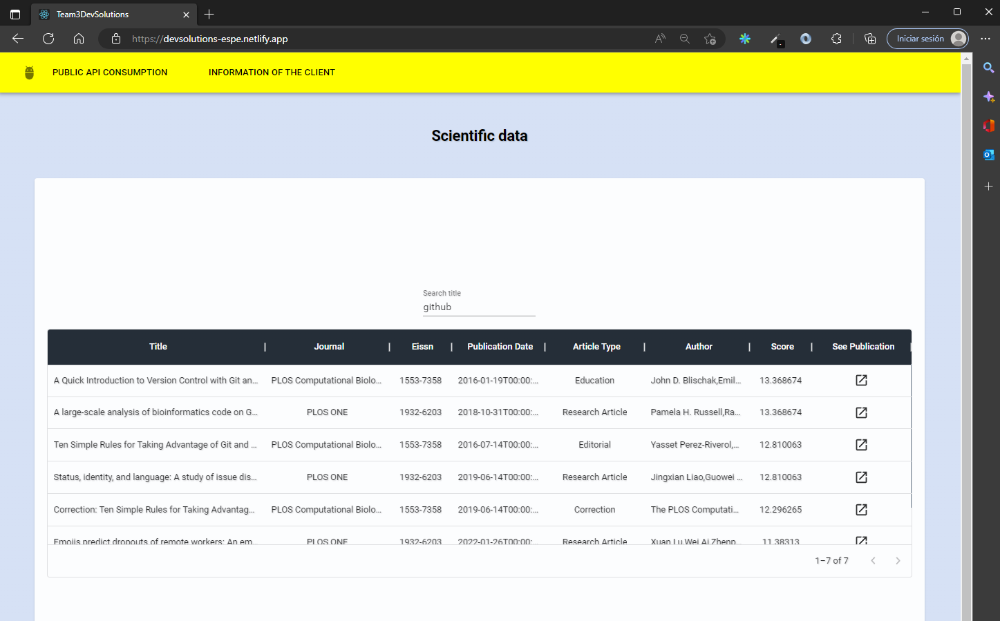 Team3DevSolutions
https://devsolutions-espe.netlify.app
Iniciar sesión
PUBLIC API CONSUMPTION INFORMATION OF THE CLIENT
Scientific data
Search title
github
Title | Journal | Eissn | Publication Date | Article Type | Author | Score | See Publication
A Quick Introduction to Version Control with Git an... PLOS Computational Biolo... 1553-7358 2016-01-19T00:00:... Education John D. Blischak,Emil... 13.368674
A large-scale analysis of bioinformatics code on G... PLOS ONE 1932-6203 2018-10-31T00:00:... Research Article Pamela H. Russell,Ra... 13.368674
Ten Simple Rules for Taking Advantage of Git and ... PLOS Computational Biolo... 1553-7358 2016-07-14T00:00:... Editorial Yasset Perez-Riverol,... 12.810063
Status, identity, and language: A study of issue dis... PLOS ONE 1932-6203 2019-06-14T00:00:... Research Article Jingxian Liao,Guowei ... 12.810063
Correction: Ten Simple Rules for Taking Advantag... PLOS Computational Biolo... 1553-7358 2019-06-14T00:00:... Correction The PLOS Computati... 12.296265
Emojis predict dropouts of remote workers: An em... PLOS ONE 1932-6203 2022-01-26T00:00:... Research Article Xuan Lu,Wei Ai,Zhenp... 11.38313
1–7 of 7